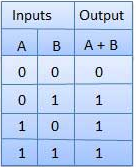 Inputs Output
A B A + B
0 0 0
0 1 1
1 0 1
1 1 1